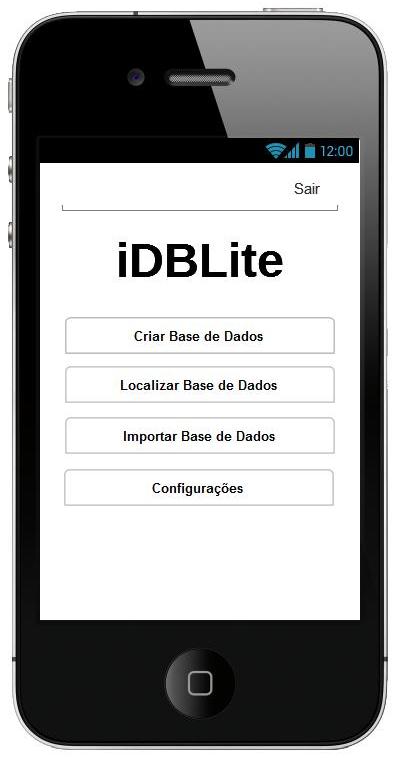 12:00
Sair
iDBLite
Criar Base de Dados
Localizar Base de Dados
Importar Base de Dados
Configurações